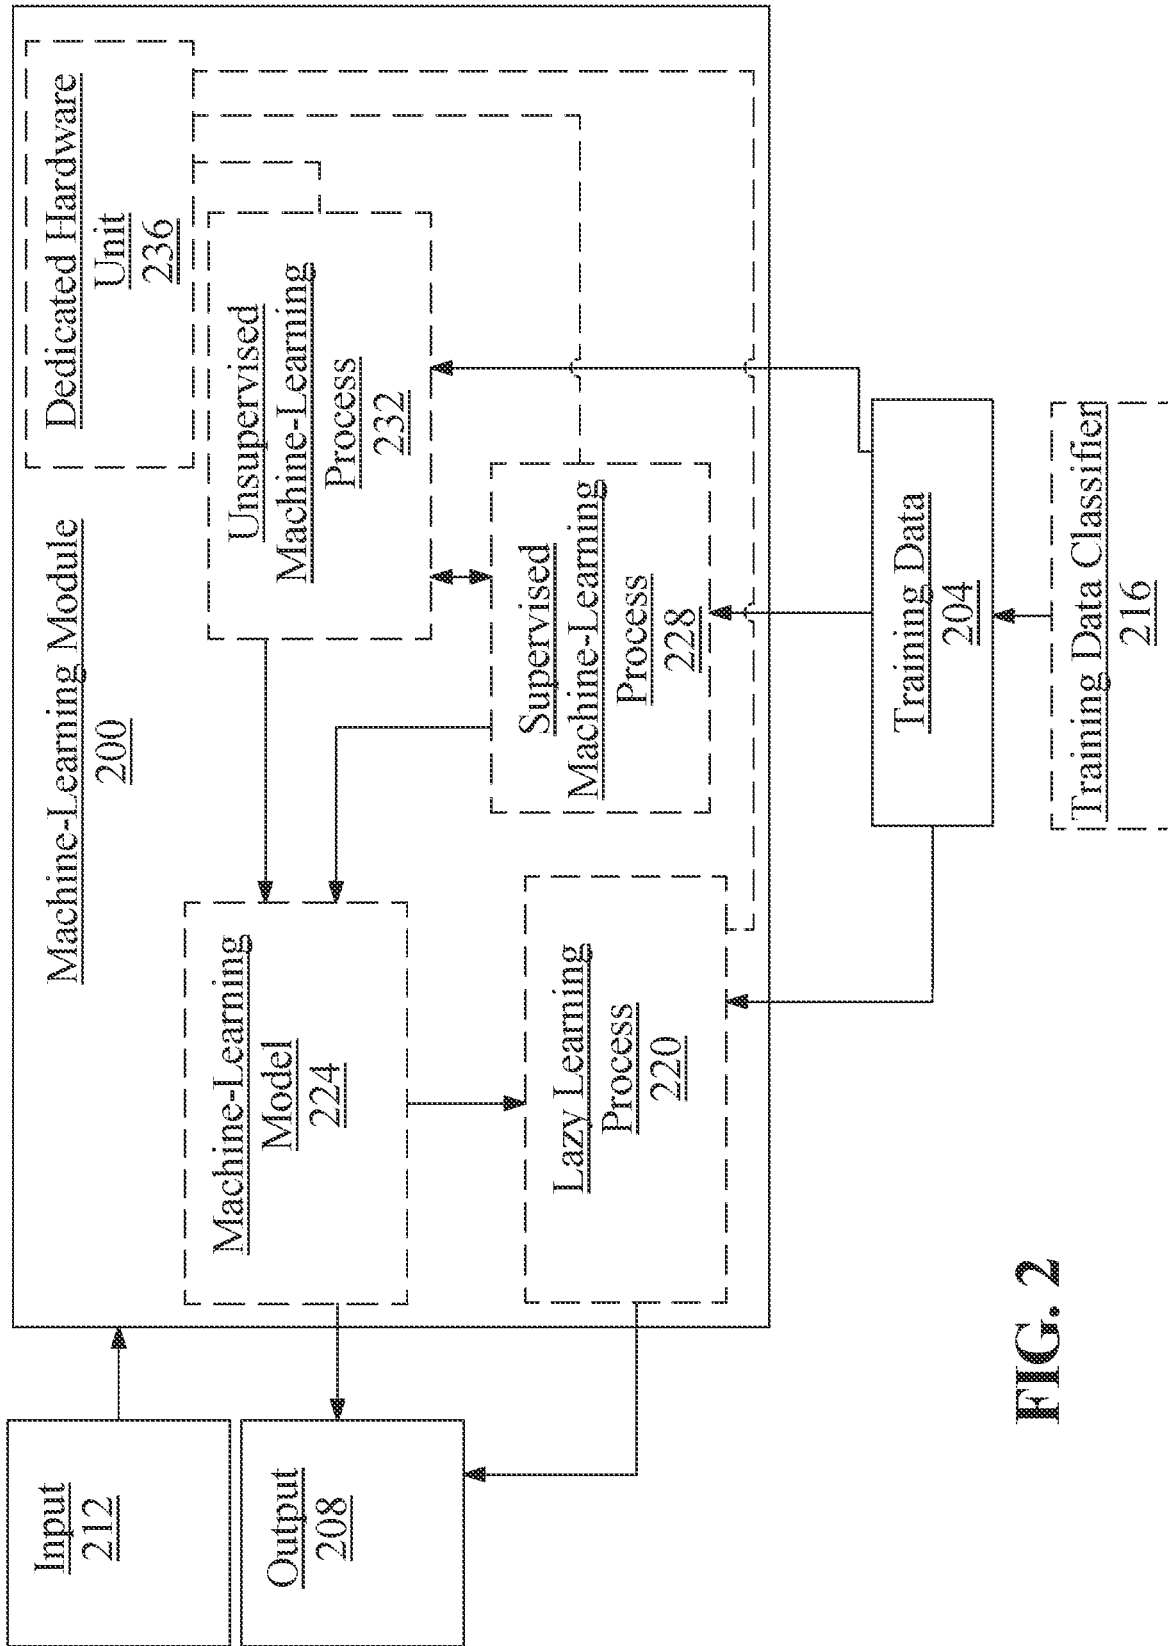 Input
212
Output
208
Machine-Learning Module
200
Machine-Learning
Model
224
Lazy Learning
Process
220
Unsupervised
Machine-Learning
Process
232
Supervised
Machine-Learning
Process
228
Dedicated Hardware
Unit
236
Training Data
204
Training Data Classifier
216
FIG. 2